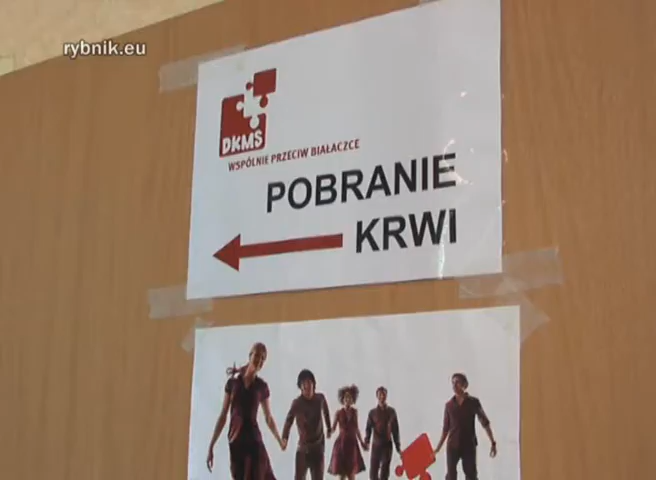 rybnik.eu
DKMS
WSPÓLNIE PRZECIW BIAŁACZCE
POBRANIE
KRWI